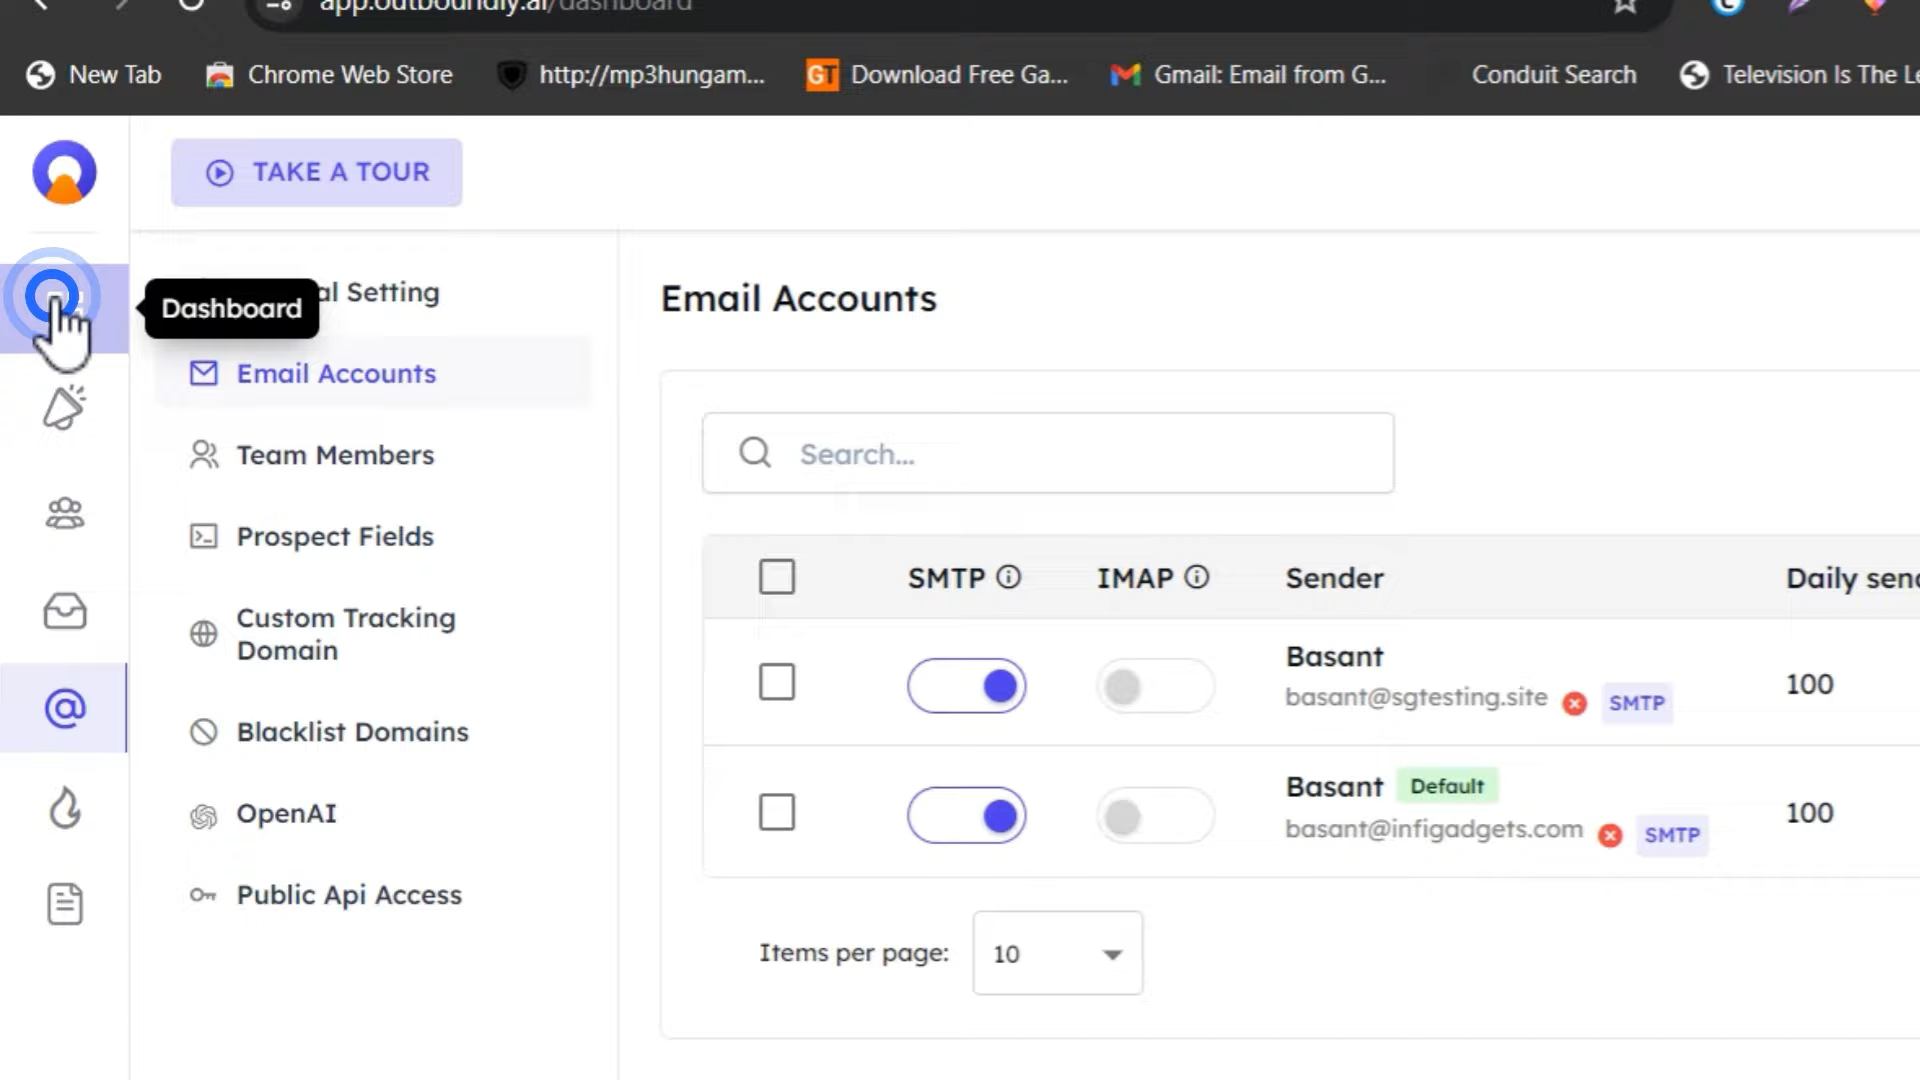 app.outboundly.ai/dashboard
New Tab
Chrome Web Store
http://mp3hungam...
GT
Download Free Ga...
Gmail: Email from G...
Conduit Search
Television Is The Le
TAKE A TOUR
Dashboard
al Setting
Email Accounts
Team Members
Prospect Fields
Custom Tracking
Domain
Blacklist Domains
OpenAI
Public Api Access
Email Accounts
Search...
SMTP
IMAP
Sender
Daily send
Basant
basant@sgtesting.site
SMTP
100
Basant
Default
basant@infigadgets.com
SMTP
100
Items per page:
10